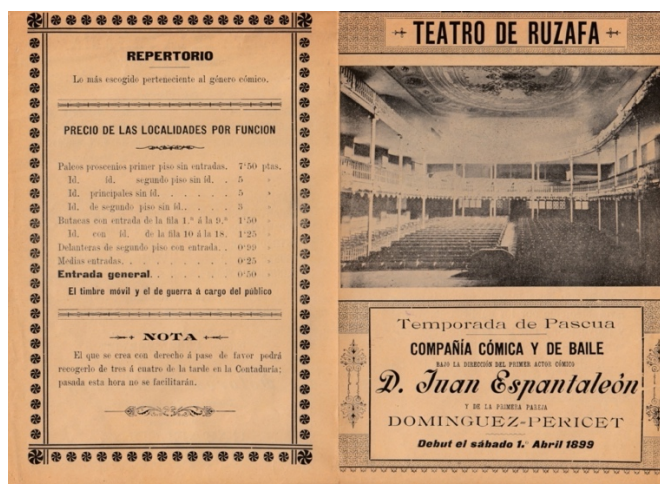 REPERTORIO
Lo más escogido perteneciente al género cómico.
PRECIO DE LAS LOCALIDADES POR FUNCION
Palcos proscenios primer piso sin entradas. 7'50 ptas.
Id. íd. segundo piso sin íd. . . 5 »
Id. principales sin íd. . . . . . 5 »
Id. de segundo piso sin íd. . . . 3 »
Butacas con entrada de la fila 1.ª á la 9.ª 1'50
Id. con íd. de la fila 10 á la 18. 1'25
Delanteras de segundo piso con entrada. . 0'99
Medias entradas. . . . . . . . . 0'25 »
Entrada general. . . . . . . . 0'50 »
El timbre móvil y el de guerra á cargo del público
NOTA
El que se crea con derecho á pase de favor podrá
recogerlo de tres á cuatro de la tarde en la Contaduría;
pasada esta hora no se facilitarán.
TEATRO DE RUZAFA
Temporada de Pascua
COMPAÑÍA CÓMICA Y DE BAILE
BAJO LA DIRECCIÓN DEL PRIMER ACTOR CÓMICO
D. Juan Espantaleón
Y DE LA PRIMERA PAREJA
DOMINGUEZ-PERICET
Debut el sábado 1.º Abril 1899